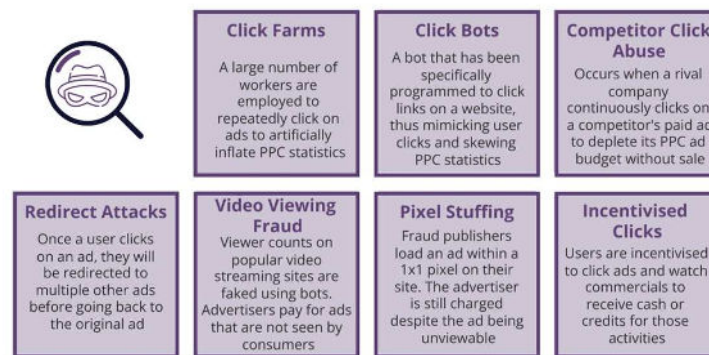 Click Farms
A large number of
workers are
employed to
repeatedly click on
ads to artificially
inflate PPC statistics
Click Bots
A bot that has been
specifically
programmed to click
links on a website,
thus mimicking user
clicks and skewing
PPC statistics
Competitor Click
Abuse
Occurs when a rival
company
continuously clicks on
a competitor's paid ad
to deplete its PPC ad
budget without sale
Redirect Attacks
Once a user clicks
on an ad, they will
be redirected to
multiple other ads
before going back to
the original ad
Video Viewing
Fraud
Viewer counts on
popular video
streaming sites are
faked using bots.
Advertisers pay for ads
that are not seen by
consumers
Pixel Stuffing
Fraud publishers
load an ad within a
1x1 pixel on their
site. The advertiser
is still charged
despite the ad being
unviewable
Incentivised
Clicks
Users are incentivised
to click ads and watch
commercials to
receive cash or
credits for those
activities